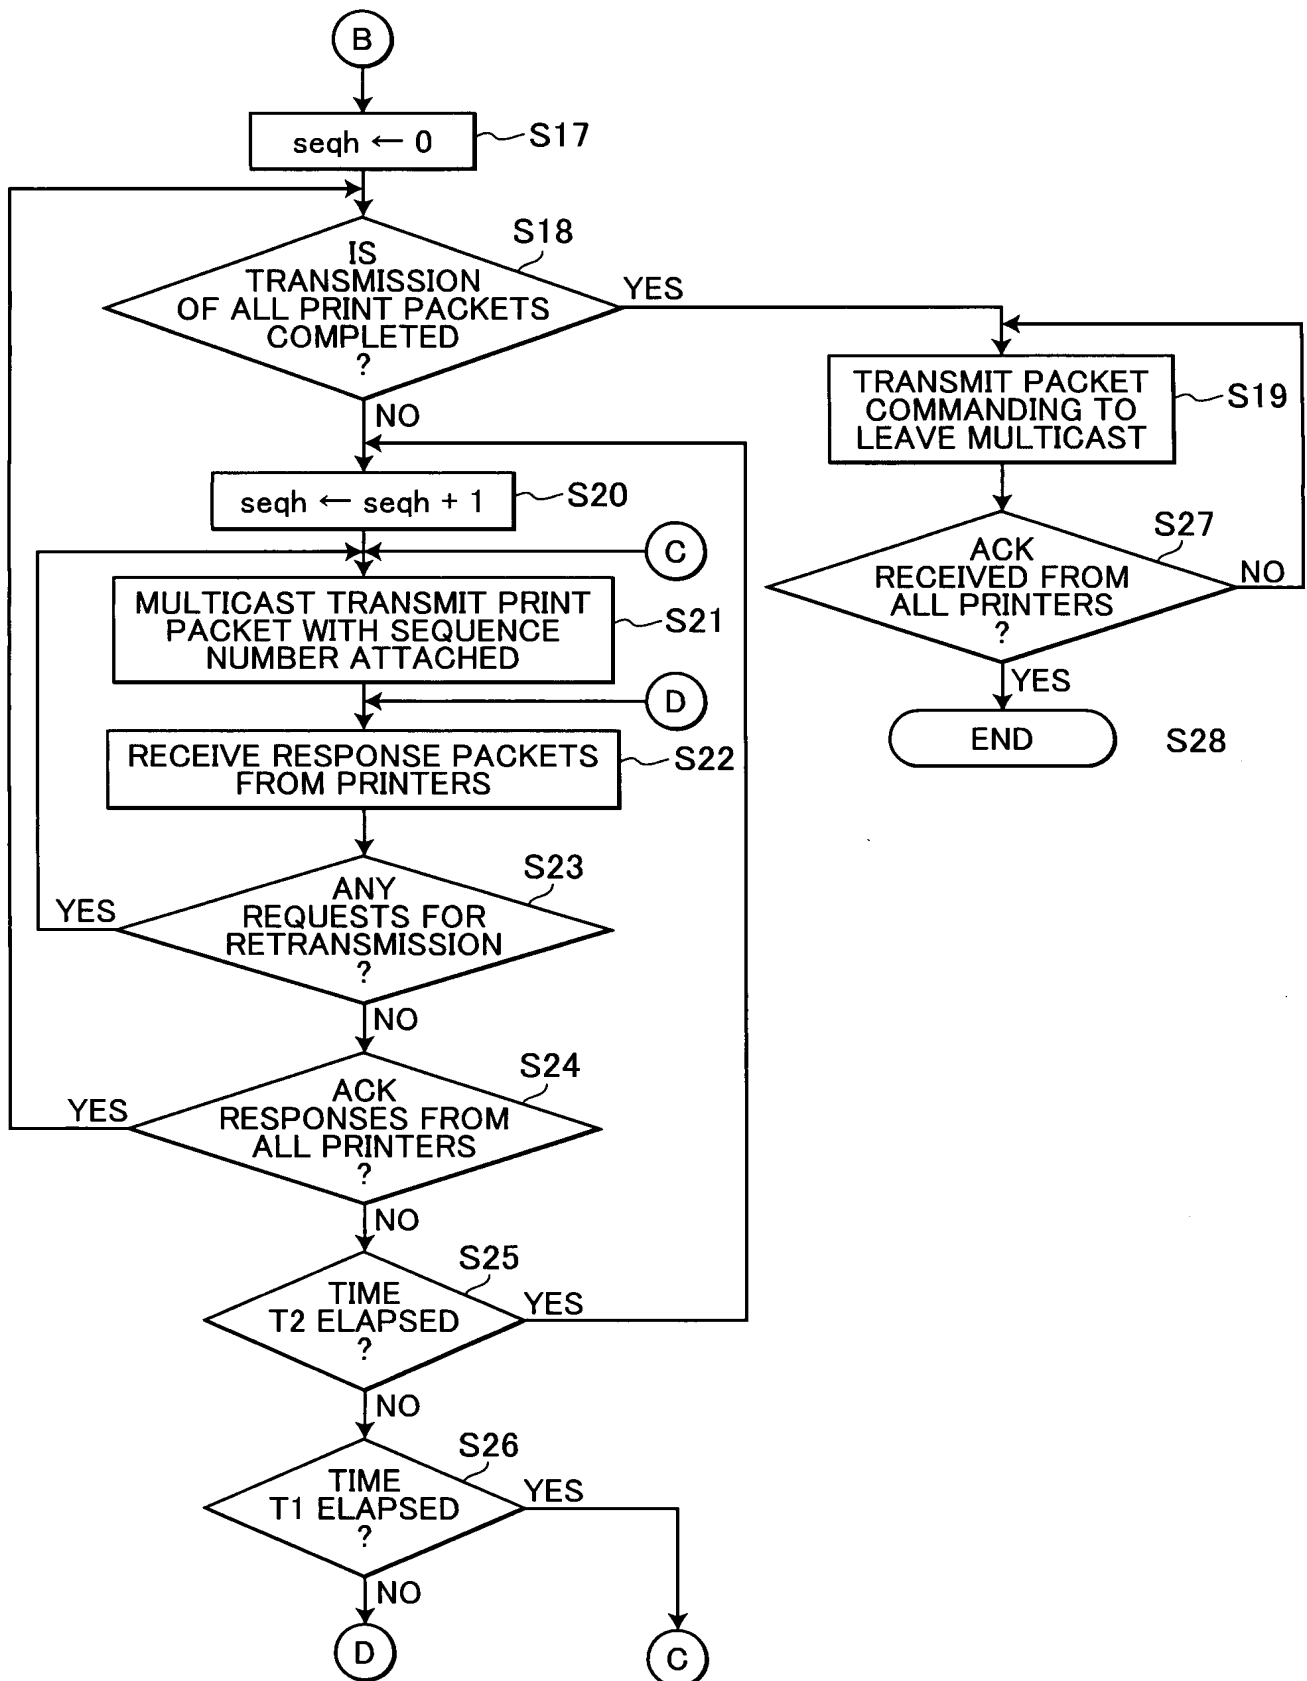 B
seqh ← 0
S17
IS
TRANSMISSION
OF ALL PRINT PACKETS
COMPLETED
?
S18
YES
NO
TRANSMIT PACKET
COMMANDING TO
LEAVE MULTICAST
S19
seqh ← seqh + 1
S20
C
ACK
RECEIVED FROM
ALL PRINTERS
?
S27
NO
YES
MULTICAST TRANSMIT PRINT
PACKET WITH SEQUENCE
NUMBER ATTACHED
S21
D
END
S28
RECEIVE RESPONSE PACKETS
FROM PRINTERS
S22
ANY
REQUESTS FOR
RETRANSMISSION
?
S23
YES
NO
ACK
RESPONSES FROM
ALL PRINTERS
?
S24
YES
NO
TIME
T2 ELAPSED
?
S25
YES
NO
TIME
T1 ELAPSED
?
S26
YES
NO
D
C